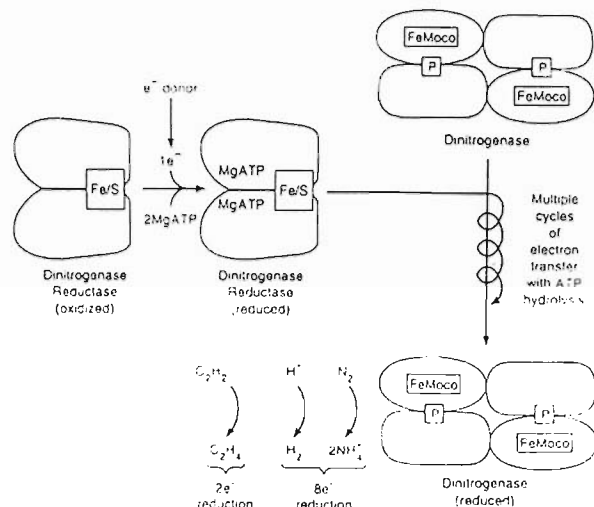 FeMoco
P
P
FeMoco
Dinitrogenase
e⁻ donor
1e⁻
Fe/S
2MgATP
MgATP
MgATP
Fe/S
Dinitrogenase
Reductase
(oxidized)
Dinitrogenase
Reductase
(reduced)
Multiple
cycles
of
electron
transfer
with ATP
hydrolysis
C₂H₂
H⁺
N₂
C₂H₄
H₂
2NH₄⁺
2e⁻
reduction
8e⁻
reduction
FeMoco
P
P
FeMoco
Dinitrogenase
(reduced)